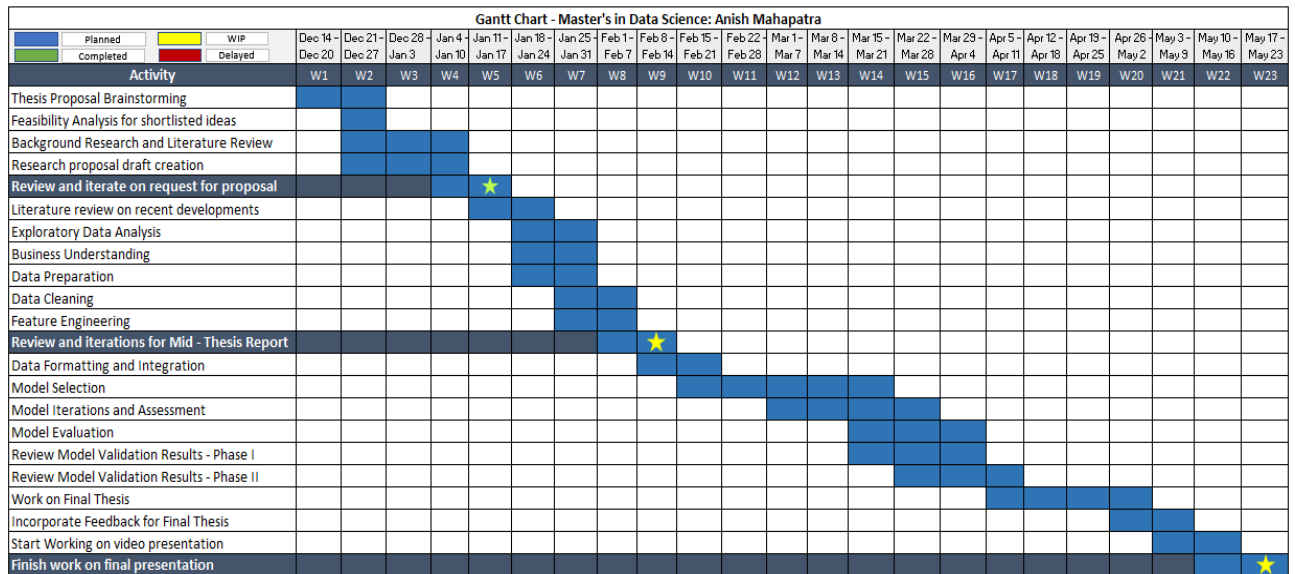 Gantt Chart - Master's in Data Science: Anish Mahapatra
Planned WIP Dec 14 - Dec 21 - Dec 28 - Jan 4 - Jan 11 - Jan 18 - Jan 25 - Feb 1 - Feb 8 - Feb 15 - Feb 22 - Mar 1 - Mar 8 - Mar 15 - Mar 22 - Mar 29 - Apr 5 - Apr 12 - Apr 19 - Apr 26 - May 3 - May 10 - May 17 -
Completed Delayed Dec 20 Dec 27 Jan 3 Jan 10 Jan 17 Jan 24 Jan 31 Feb 7 Feb 14 Feb 21 Feb 28 Mar 7 Mar 14 Mar 21 Mar 28 Apr 4 Apr 11 Apr 18 Apr 25 May 2 May 9 May 16 May 23
Activity W1 W2 W3 W4 W5 W6 W7 W8 W9 W10 W11 W12 W13 W14 W15 W16 W17 W18 W19 W20 W21 W22 W23
Thesis Proposal Brainstorming
Feasibility Analysis for shortlisted ideas
Background Research and Literature Review
Research proposal draft creation
Review and iterate on request for proposal
Literature review on recent developments
Exploratory Data Analysis
Business Understanding
Data Preparation
Data Cleaning
Feature Engineering
Review and iterations for Mid - Thesis Report
Data Formatting and Integration
Model Selection
Model Iterations and Assessment
Model Evaluation
Review Model Validation Results - Phase I
Review Model Validation Results - Phase II
Work on Final Thesis
Incorporate Feedback for Final Thesis
Start Working on video presentation
Finish work on final presentation